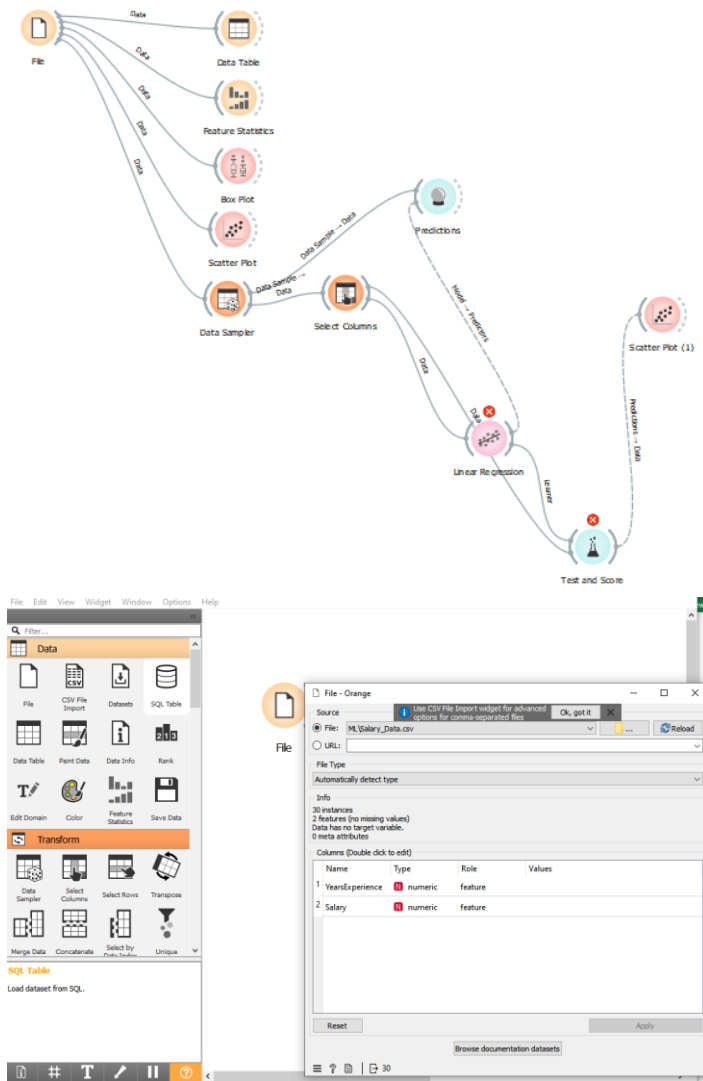 Data
File
Data Table
Data
Feature Statistics
Data
Box Plot
Data
Scatter Plot
Data
Data Sampler
Data Sample → Data
Predictions
Data Sample →
Data
Select Columns
Model → Predictors
Data
Data
Linear Regression
Learner
Test and Score
Predictions → Data
Scatter Plot (1)
File Edit View Widget Window Options Help
Filter...
Data
File
CSV File
Import
Datasets
SQL Table
Data Table
Paint Data
Data Info
Rank
Edit Domain
Color
Feature
Statistics
Save Data
Transform
Data
Sampler
Select
Columns
Select Rows
Transpose
Merge Data
Concatenate
Select by
Data Index
Unique
SQL Table
Load dataset from SQL.
File
File - Orange
Source
Use CSV File Import widget for advanced
options for comma-separated files
Ok, got it
File: ML\Salary_Data.csv
...
Reload
URL:
File Type
Automatically detect type
Info
30 instances
2 features (no missing values)
Data has no target variable.
0 meta attributes
Columns (Double click to edit)
Name Type Role Values
1 YearsExperience N numeric feature
2 Salary N numeric feature
Reset
Apply
Browse documentation datasets
30